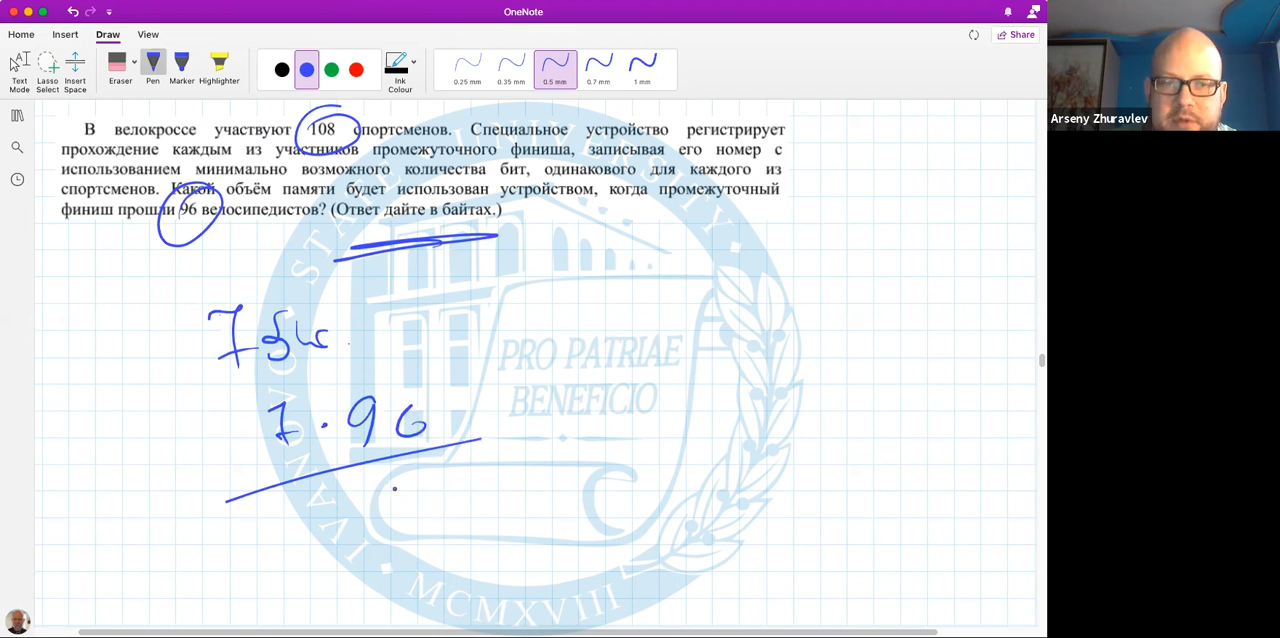 OneNote
Home Insert Draw View
Share
Text Mode
Lasso Select
Insert Space
Eraser
Pen
Marker
Highlighter
Ink Colour
0.25 mm
0.35 mm
0.5 mm
0.7 mm
1 mm
Arseny Zhuravlev
В велокроссе участвуют 108 спортсменов. Специальное устройство регистрирует
прохождение каждым из участников промежуточного финиша, записывая его номер с
использованием минимально возможного количества бит, одинакового для каждого из
спортсменов. Какой объём памяти будет использован устройством, когда промежуточный
финиш прошли 96 велосипедистов? (Ответ дайте в байтах.)
7 бит
7 · 96
PRO PATRIAE
BENEFICIO
MCMXVIII